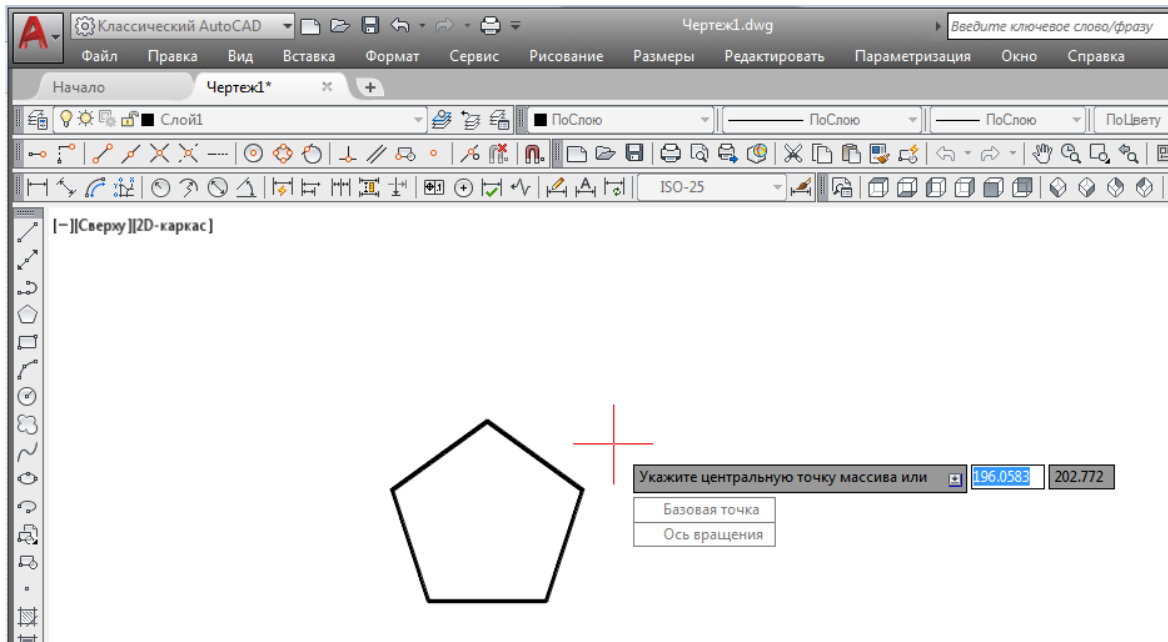 Классический AutoCAD Чертеж1.dwg Введите ключевое слово/фразу
Файл Правка Вид Вставка Формат Сервис Рисование Размеры Редактировать Параметризация Окно Справка
Начало Чертеж1* × +
Слой1 ПоСлою ПоСлою ПоСлою ПоЦвету
ISO-25
[−][Сверху][2D-каркас]
Укажите центральную точку массива или 196.0583 202.772
Базовая точка
Ось вращения